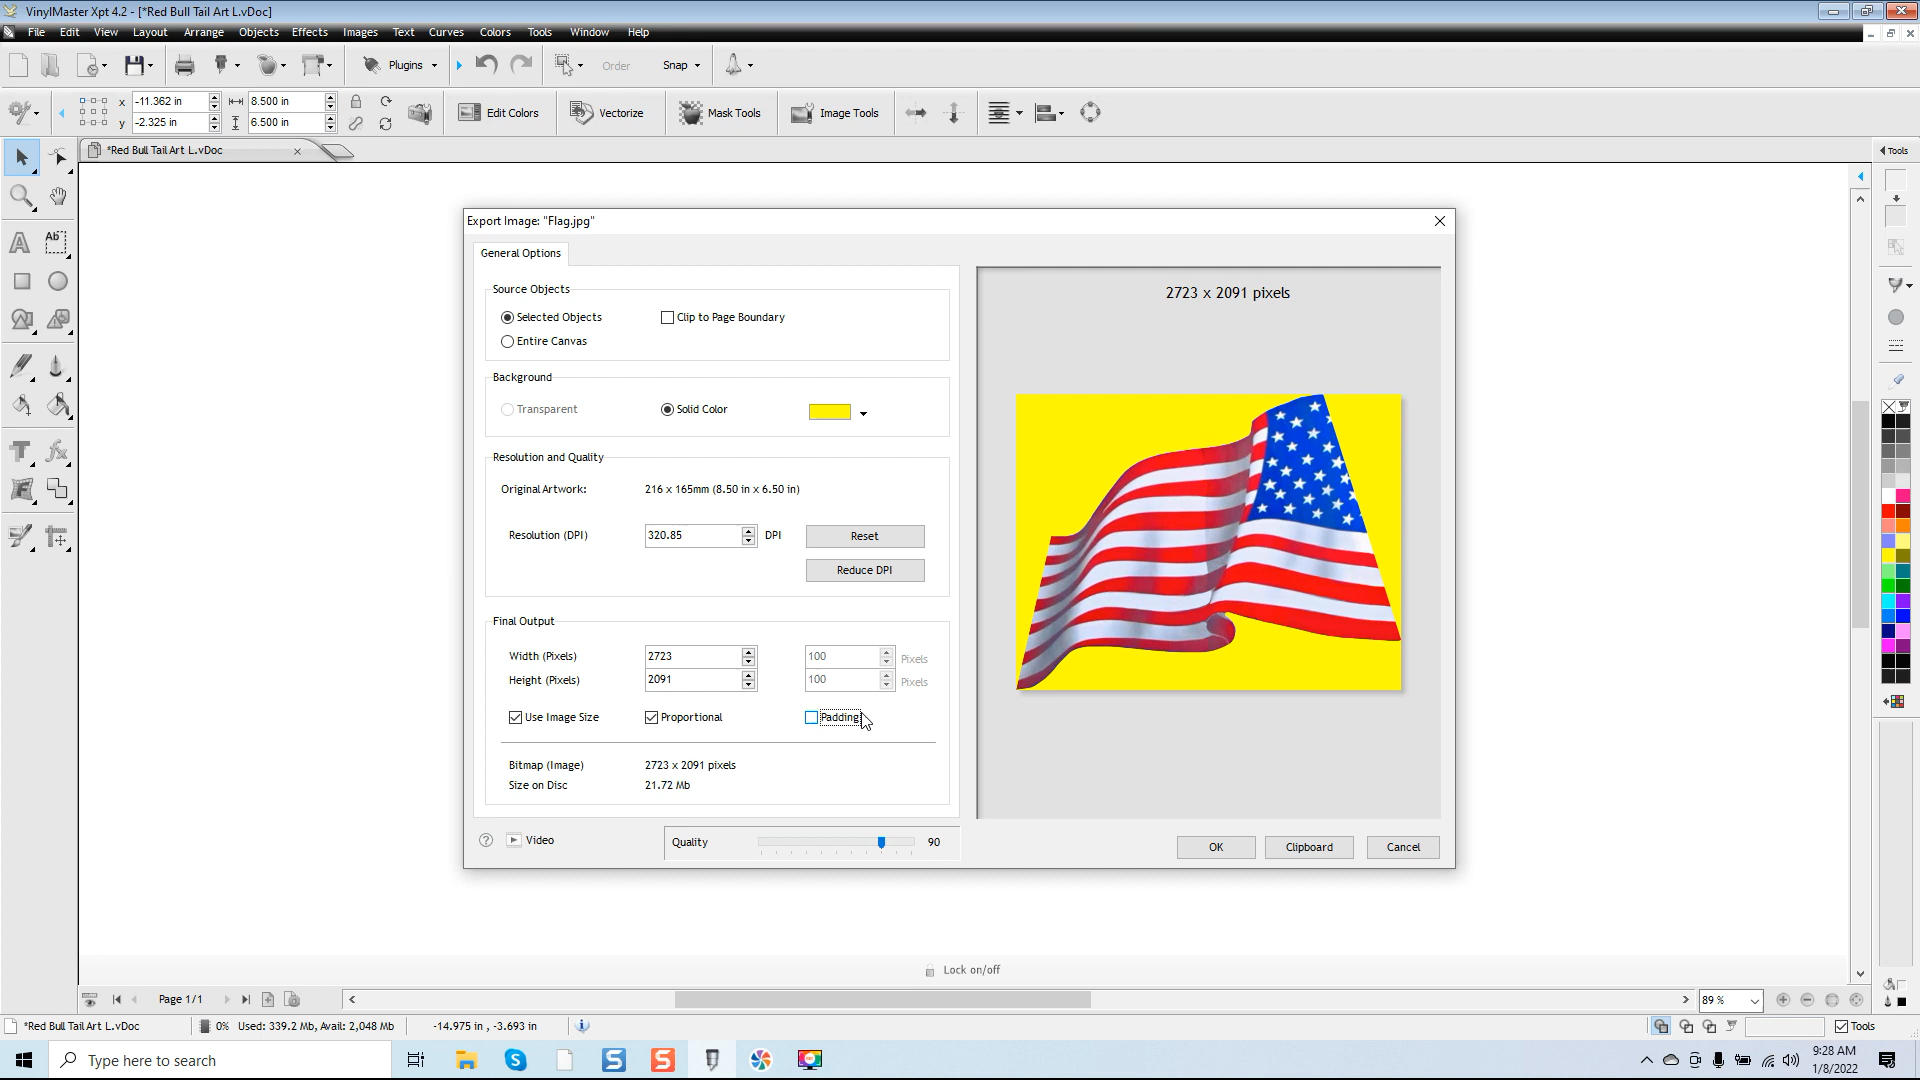 VinylMaster Xpt 4.2 - [*Red Bull Tail Art L.vDoc]
File Edit View Layout Arrange Objects Effects Images Text Curves Colors Tools Window Help
Plugins Order Snap
x -11.362 in 8.500 in
y -2.325 in 6.500 in
Edit Colors Vectorize Mask Tools Image Tools
*Red Bull Tail Art L.vDoc
Tools
Export Image: "Flag.jpg"
General Options
Source Objects
Selected Objects Clip to Page Boundary
Entire Canvas
Background
Transparent Solid Color
Resolution and Quality
Original Artwork: 216 x 165mm (8.50 in x 6.50 in)
Resolution (DPI) 320.85 DPI Reset
Reduce DPI
Final Output
Width (Pixels) 2723 100 Pixels
Height (Pixels) 2091 100 Pixels
Use Image Size Proportional Padding
Bitmap (Image) 2723 x 2091 pixels
Size on Disc 21.72 Mb
Video Quality 90
2723 x 2091 pixels
OK Clipboard Cancel
Lock on/off
Page 1/1
89 %
*Red Bull Tail Art L.vDoc 0% Used: 339.2 Mb, Avail: 2,048 Mb -14.975 in , -3.693 in
Tools
Type here to search
9:28 AM
1/8/2022